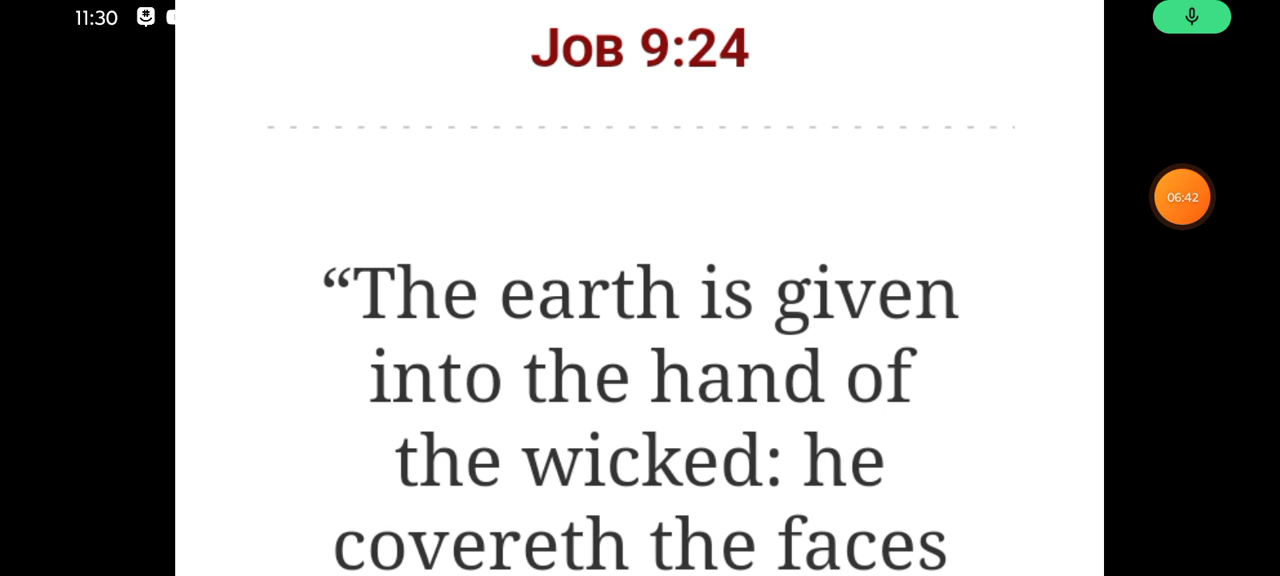 11:30
JOB 9:24
06:42
“The earth is given
into the hand of
the wicked: he
covereth the faces